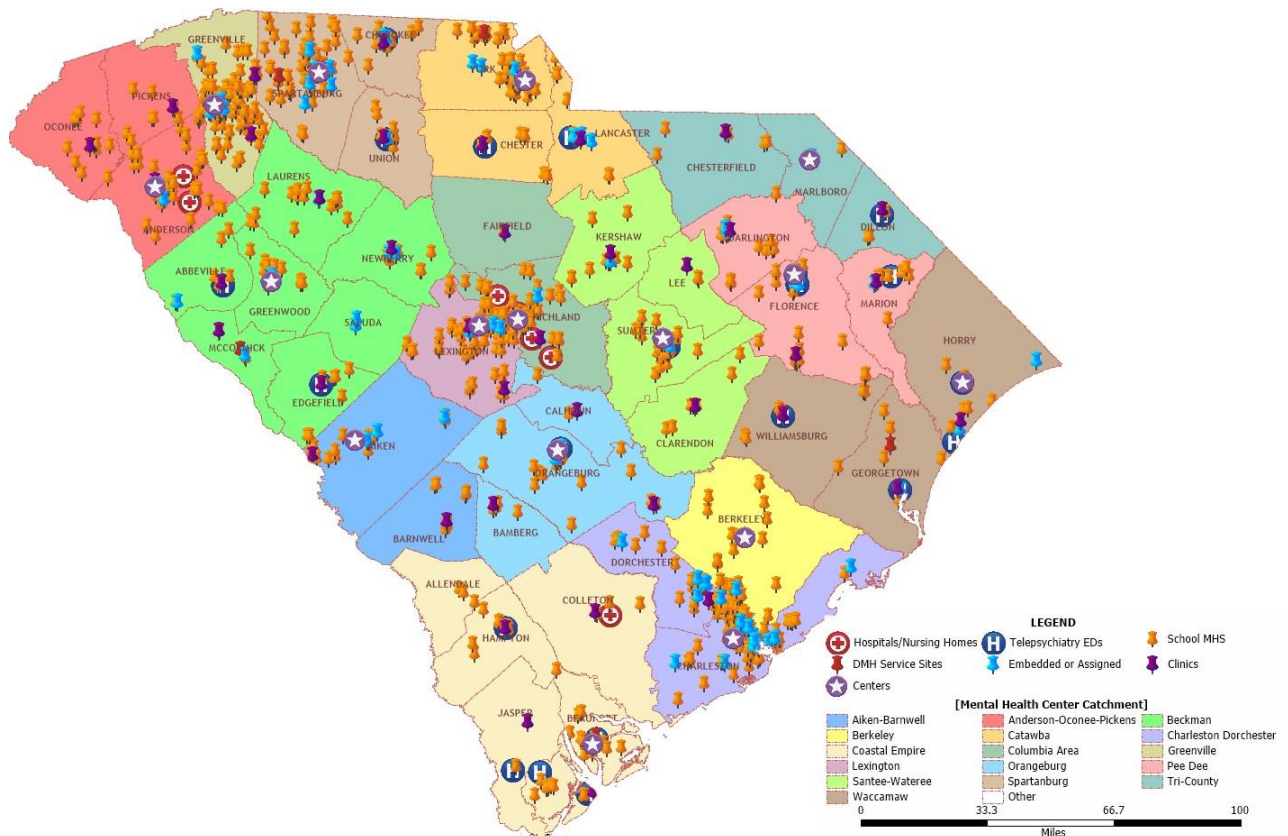 GREENVILLE
CHEROKEE
YORK
SPARTANBURG
PICKENS
OCONEE
UNION
CHESTER
LANCASTER
CHESTERFIELD
MARLBORO
LAURENS
ANDERSON
FAIRFIELD
KERSHAW
DARLINGTON
DILLON
ABBEVILLE
NEWBERRY
LEE
GREENWOOD
FLORENCE
MARION
SALUDA
RICHLAND
SUMTER
HORRY
MCCORMICK
LEXINGTON
EDGEFIELD
CALHOUN
CLARENDON
WILLIAMSBURG
AIKEN
ORANGEBURG
GEORGETOWN
BERKELEY
BARNWELL
BAMBERG
DORCHESTER
ALLENDALE
COLLETON
HAMPTON
CHARLESTON
JASPER
BEAUFORT
LEGEND
Hospitals/Nursing Homes H Telepsychiatry EDs School MHS
DMH Service Sites Embedded or Assigned Clinics
Centers
[Mental Health Center Catchment]
Aiken-Barnwell Anderson-Oconee-Pickens Beckman
Berkeley Catawba Charleston Dorchester
Coastal Empire Columbia Area Greenville
Lexington Orangeburg Pee Dee
Santee-Wateree Spartanburg Tri-County
Waccamaw Other
0 33.3 66.7 100
Miles